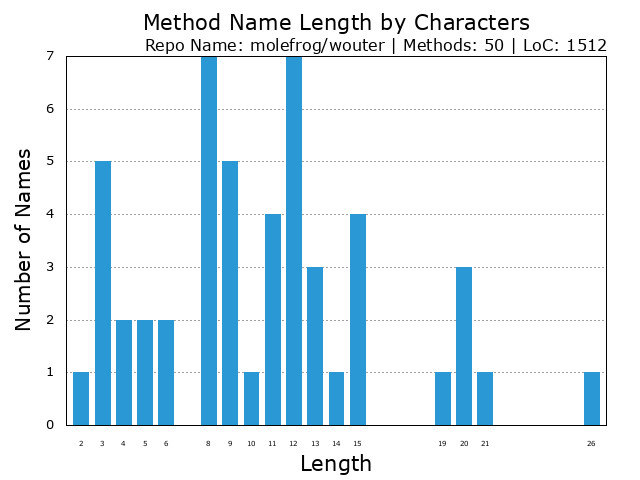 Method Name Length by Characters
Repo Name: molefrog/wouter | Methods: 50 | LoC: 1512
7
6
5
4
3
2
1
0
Number of Names
2 3 4 5 6 8 9 10 11 12 13 14 15 19 20 21 26
Length